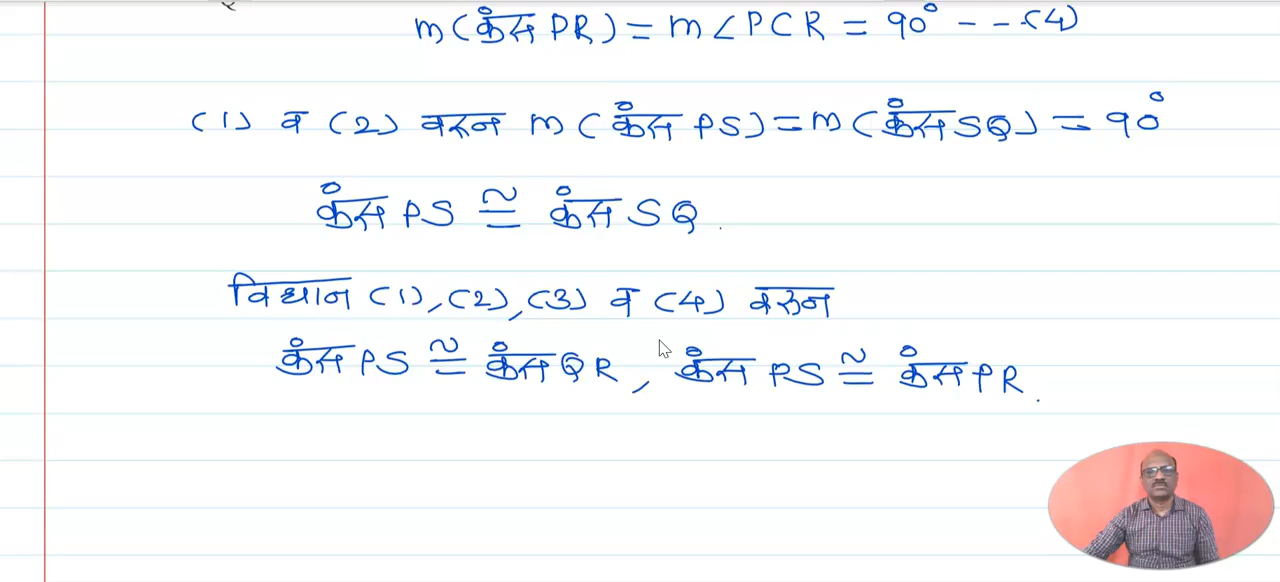 m(कंस PR) = m∠PCR = 90° - - -(4)
(1) व (2) वरून m(कंस PS) = m(कंस SQ) = 90°
कंस PS ≅ कंस SQ.
विधान (1), (2), (3) व (4) वरून
कंस PS ≅ कंस QR, कंस PS ≅ कंस PR.